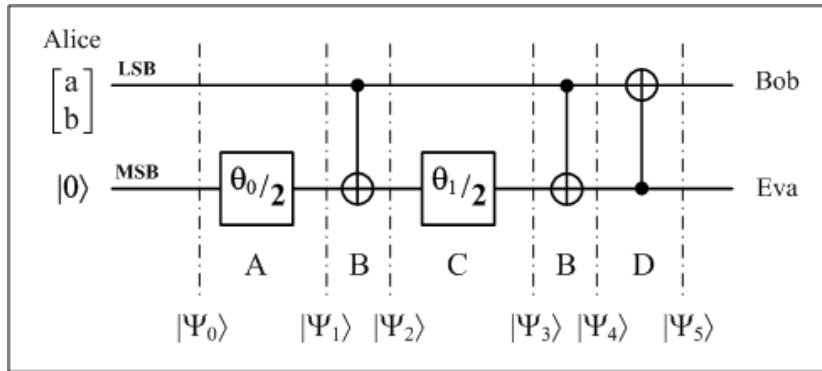 Alice
LSB
a
b
Bob
|0⟩
MSB
θ₀/2
θ₁/2
Eva
A
B
C
B
D
|Ψ₀⟩
|Ψ₁⟩
|Ψ₂⟩
|Ψ₃⟩
|Ψ₄⟩
|Ψ₅⟩